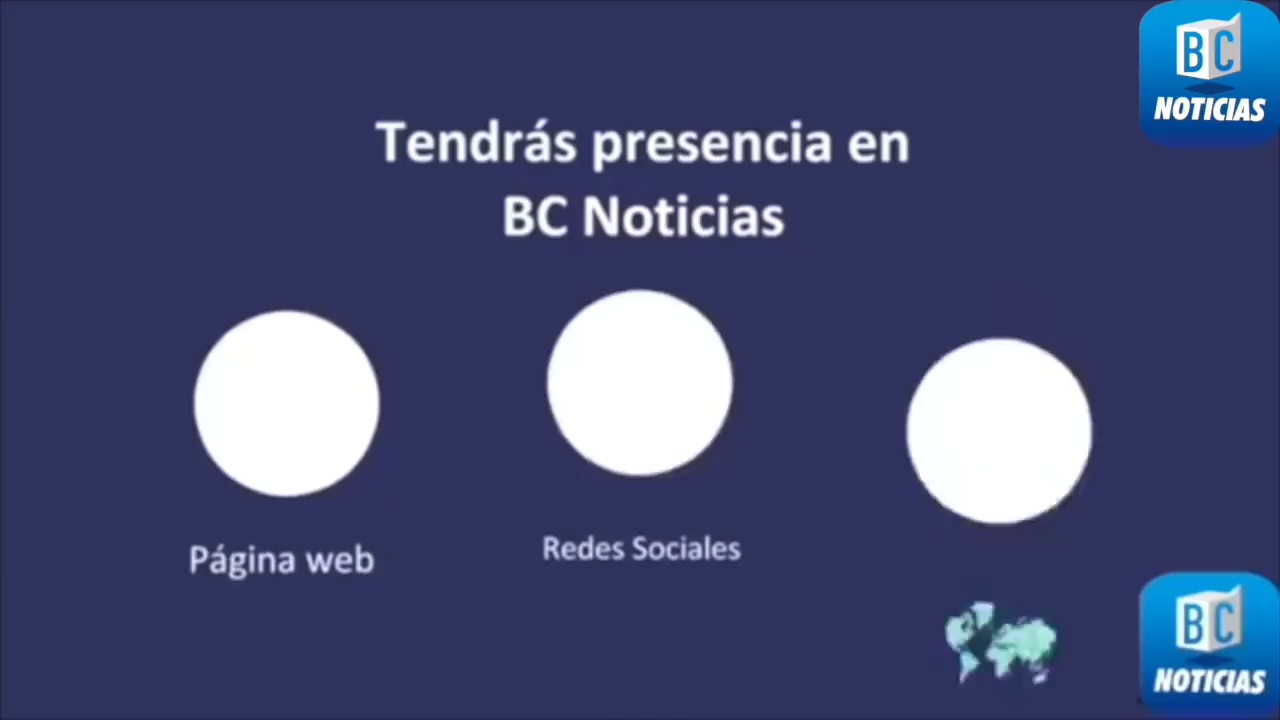 BC
NOTICIAS
Tendrás presencia en
BC Noticias
Página web
Redes Sociales
BC
NOTICIAS